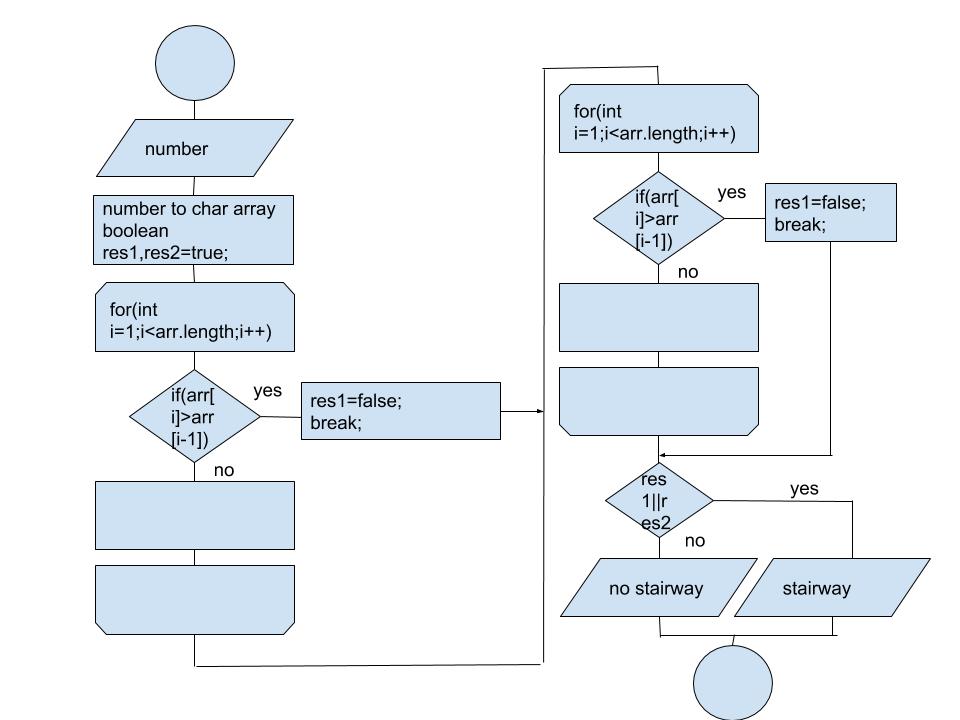 number
number to char array
boolean
res1,res2=true;
for(int
i=1;i<arr.length;i++)
if(arr[
i]>arr
[i-1])
yes
res1=false;
break;
no
for(int
i=1;i<arr.length;i++)
if(arr[
i]>arr
[i-1])
yes
res1=false;
break;
no
res
1||r
es2
yes
no
no stairway
stairway